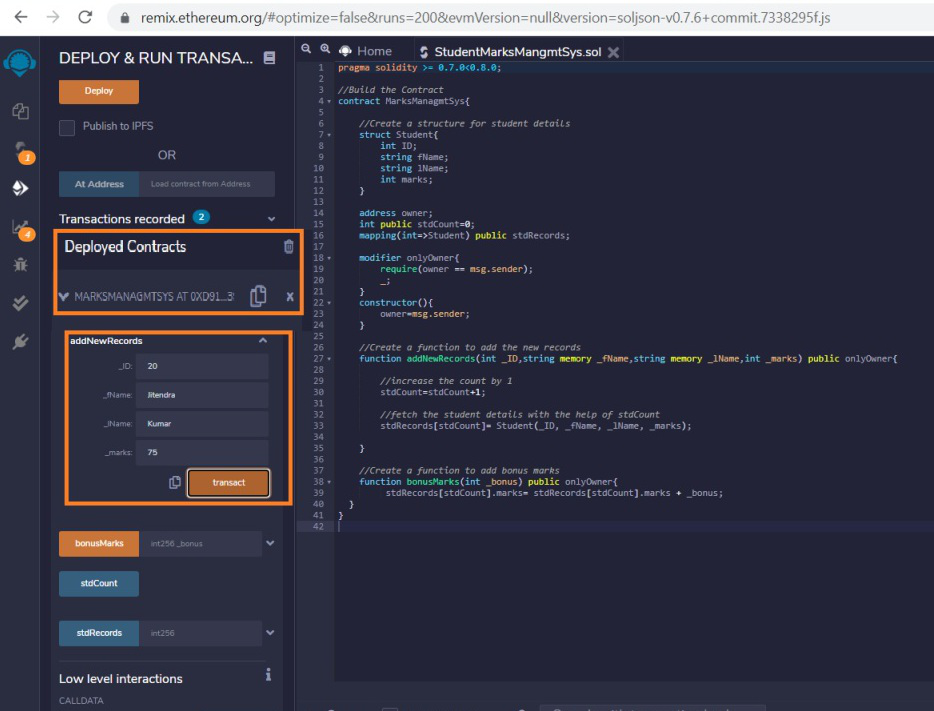 remix.ethereum.org/#optimize=false&runs=200&evmVersion=null&version=soljson-v0.7.6+commit.7338295f.js
DEPLOY & RUN TRANSA...
Deploy
Publish to IPFS
OR
At Address Load contract from Address
Transactions recorded 2
Deployed Contracts
MARKSMANAGMTSYS AT 0XD91...3
addNewRecords
_ID: 20
_fName: Jitendra
_lName: Kumar
_marks: 75
transact
bonusMarks int256 _bonus
stdCount
stdRecords int256
Low level interactions
CALLDATA
1
4
Home StudentMarksMangmtSys.sol
1 pragma solidity >= 0.7.0<0.8.0;
2
3 //Build the Contract
4 contract MarksManagmtSys{
5
6 //Create a structure for student details
7 struct Student{
8 int ID;
9 string fName;
10 string lName;
11 int marks;
12 }
13
14 address owner;
15 int public stdCount=0;
16 mapping(int=>Student) public stdRecords;
17
18 modifier onlyOwner{
19 require(owner == msg.sender);
20 _;
21 }
22 constructor(){
23 owner=msg.sender;
24 }
25
26 //Create a function to add the new records
27 function addNewRecords(int _ID,string memory _fName,string memory _lName,int _marks) public onlyOwner{
28
29 //increase the count by 1
30 stdCount=stdCount+1;
31
32 //fetch the student details with the help of stdCount
33 stdRecords[stdCount]= Student(_ID, _fName, _lName, _marks);
34
35 }
36
37 //Create a function to add bonus marks
38 function bonusMarks(int _bonus) public onlyOwner{
39 stdRecords[stdCount].marks= stdRecords[stdCount].marks + _bonus;
40 }
41 }
42